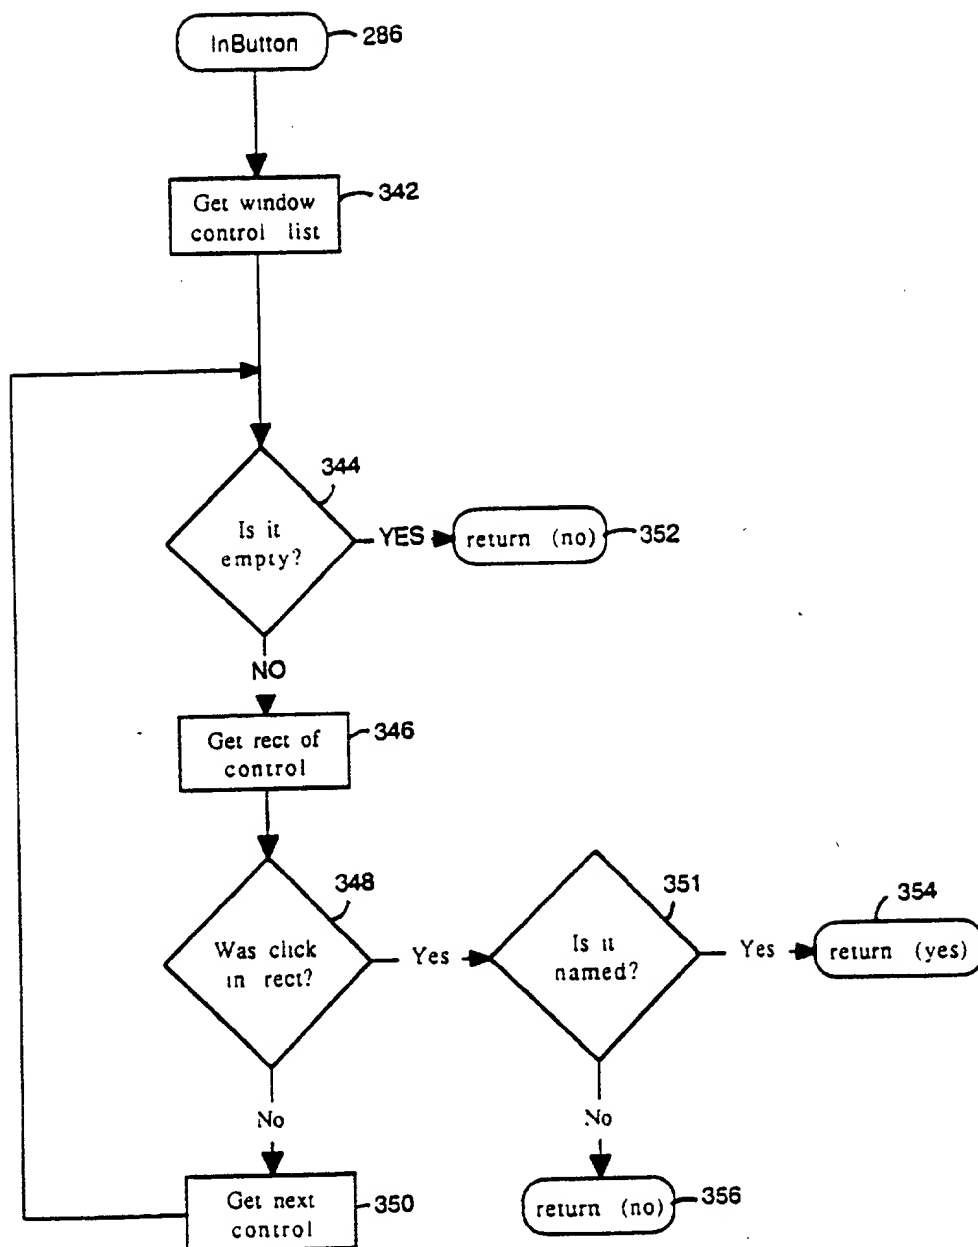 InButton
286
Get window
control list
342
344
Is it
empty?
YES
return (no)
352
NO
Get rect of
control
346
348
Was click
in rect?
Yes
351
Is it
named?
Yes
354
return (yes)
No
No
Get next
control
350
return (no)
356